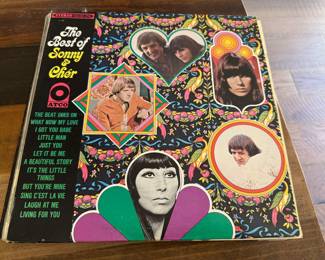 STEREO
The
Best of
Sonny
&
Chér
ATCO
THE BEAT GOES ON
WHAT NOW MY LOVE
I GOT YOU BABE
LITTLE MAN
JUST YOU
LET IT BE ME
A BEAUTIFUL STORY
IT'S THE LITTLE
THINGS
BUT YOU'RE MINE
SING C'EST LA VIE
LAUGH AT ME
LIVING FOR YOU